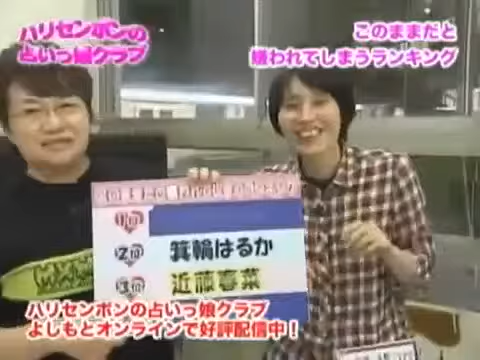 ハリセンボンの
占いっ娘クラブ
このままだと
嫌われてしまうランキング
1位
2位 箕輪はるか
3位 近藤春菜
ハリセンボンの占いっ娘クラブ
よしもとオンラインで好評配信中！